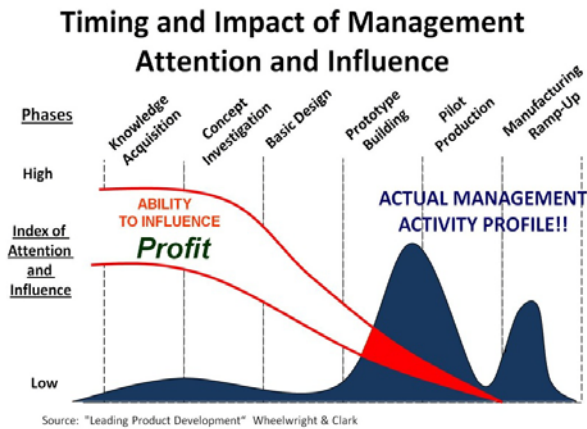 Timing and Impact of Management
Attention and Influence
Phases
Knowledge
Acquisition
Concept
Investigation
Basic Design
Prototype
Building
Pilot
Production
Manufacturing
Ramp-Up
High
ABILITY
TO INFLUENCE
Profit
ACTUAL MANAGEMENT
ACTIVITY PROFILE!!
Index of
Attention
and
Influence
Low
Source: "Leading Product Development" Wheelwright & Clark